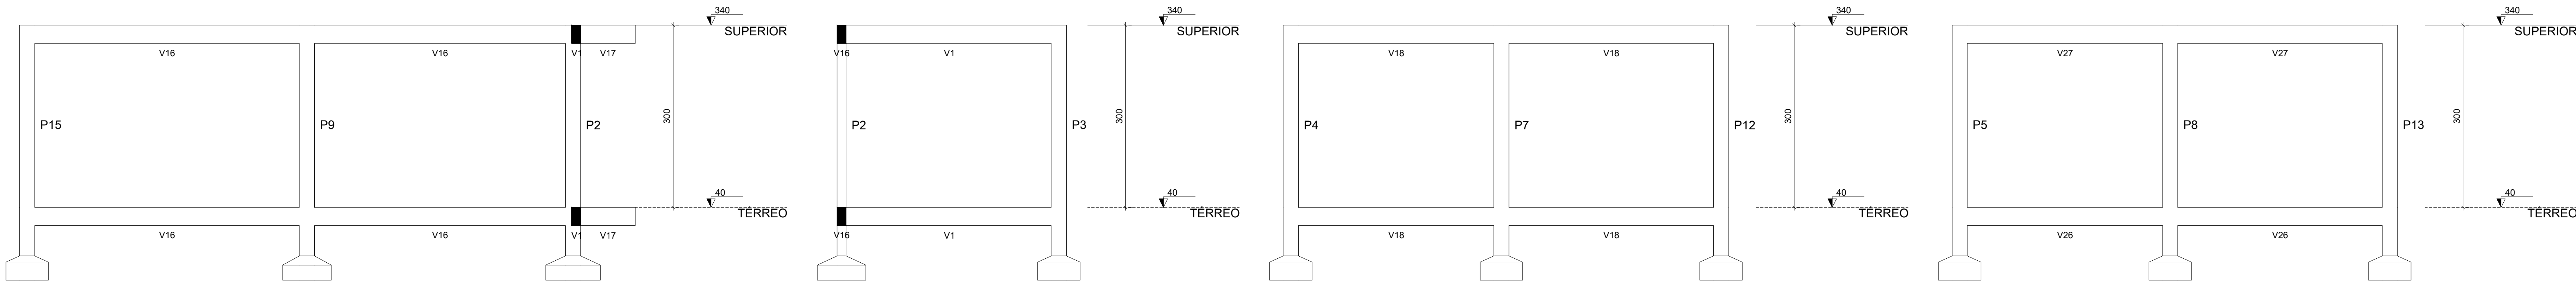 340
SUPERIOR
V16
V16
V1
V17
300
P15
P9
P2
40
TÉRREO
V16
V16
V1
V17
340
SUPERIOR
V16
V1
300
P2
P3
40
TÉRREO
V16
V1
340
SUPERIOR
V18
V18
300
P4
P7
P12
40
TÉRREO
V18
V18
340
SUPERIOR
V27
V27
300
P5
P8
P13
40
TÉRREO
V26
V26